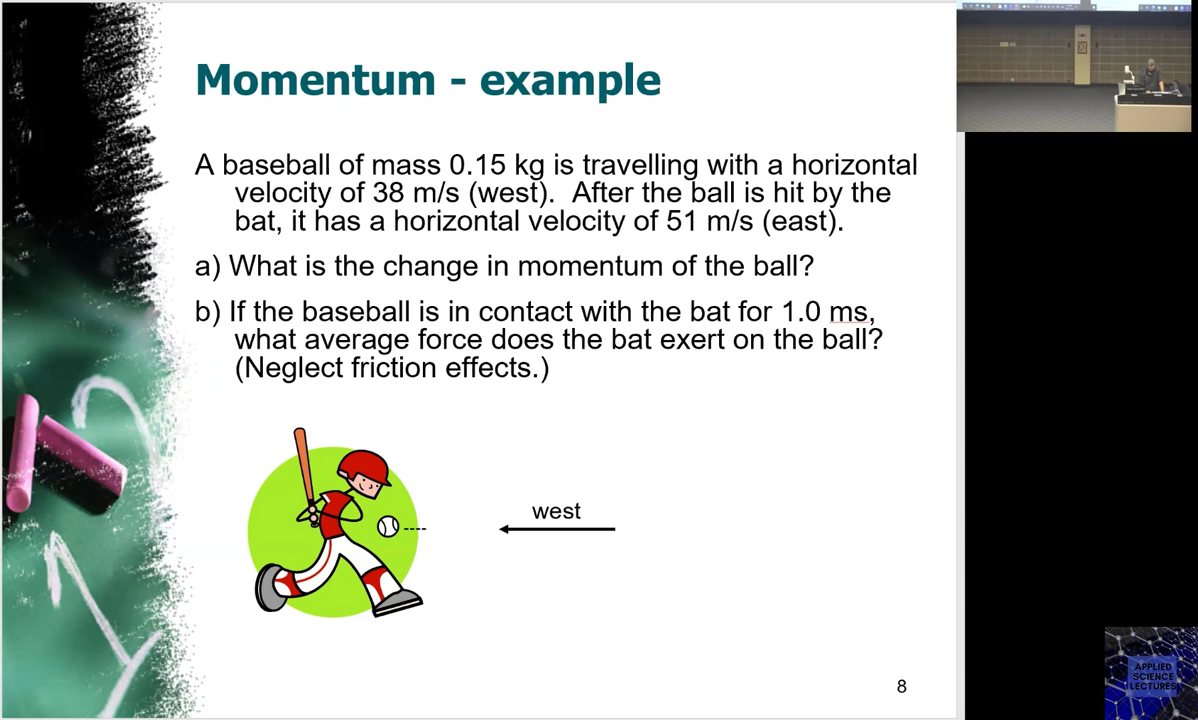 Momentum - example
A baseball of mass 0.15 kg is travelling with a horizontal
velocity of 38 m/s (west).  After the ball is hit by the
bat, it has a horizontal velocity of 51 m/s (east).
a) What is the change in momentum of the ball?
b) If the baseball is in contact with the bat for 1.0 ms,
what average force does the bat exert on the ball?
(Neglect friction effects.)
west
8
APPLIED
SCIENCE
LECTURES